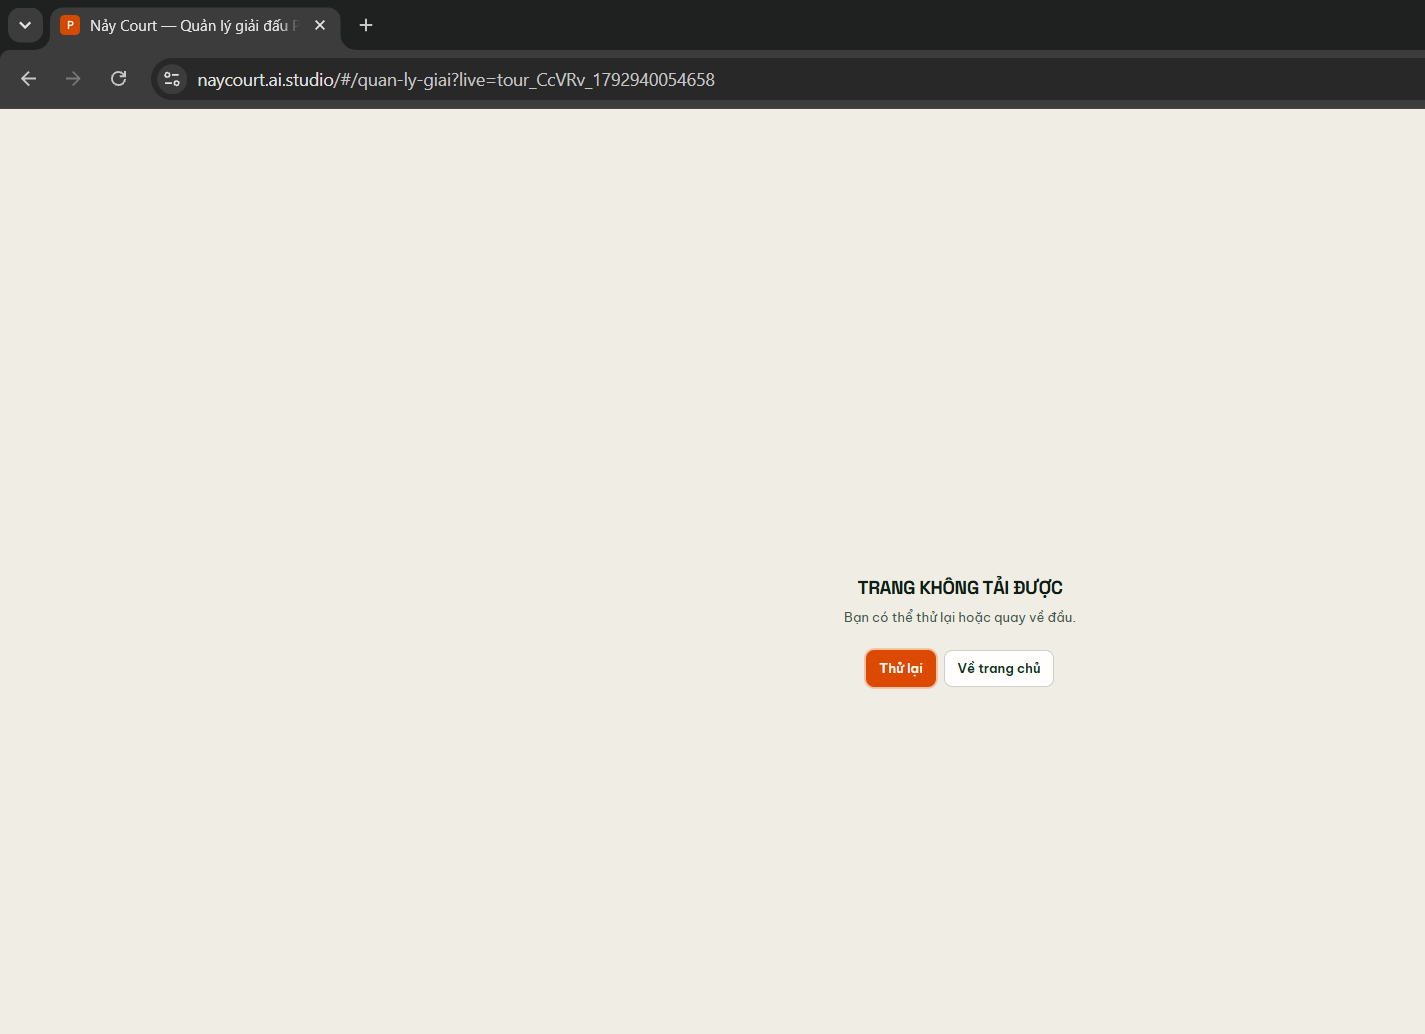 P Nảy Court — Quản lý giải đấu
naycourt.ai.studio/#/quan-ly-giai?live=tour_CcVRv_1792940054658
TRANG KHÔNG TẢI ĐƯỢC
Bạn có thể thử lại hoặc quay về đầu.
Thử lại Về trang chủ